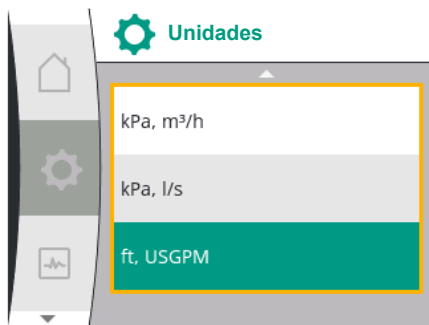 Unidades
kPa, m³/h
kPa, l/s
ft, USGPM